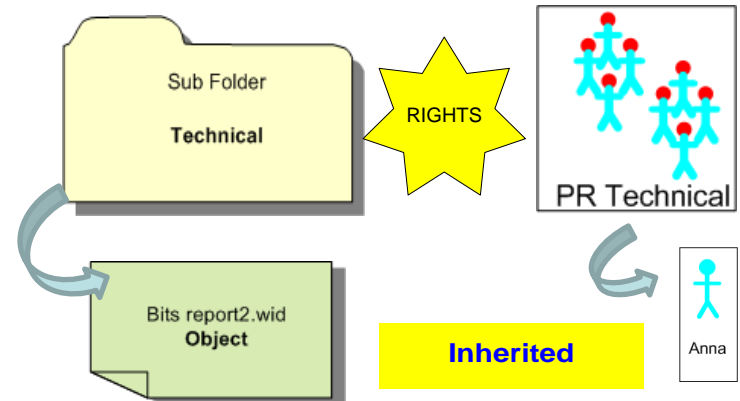 Sub Folder
Technical
RIGHTS
PR Technical
Bits report2.wid
Object
Inherited
Anna